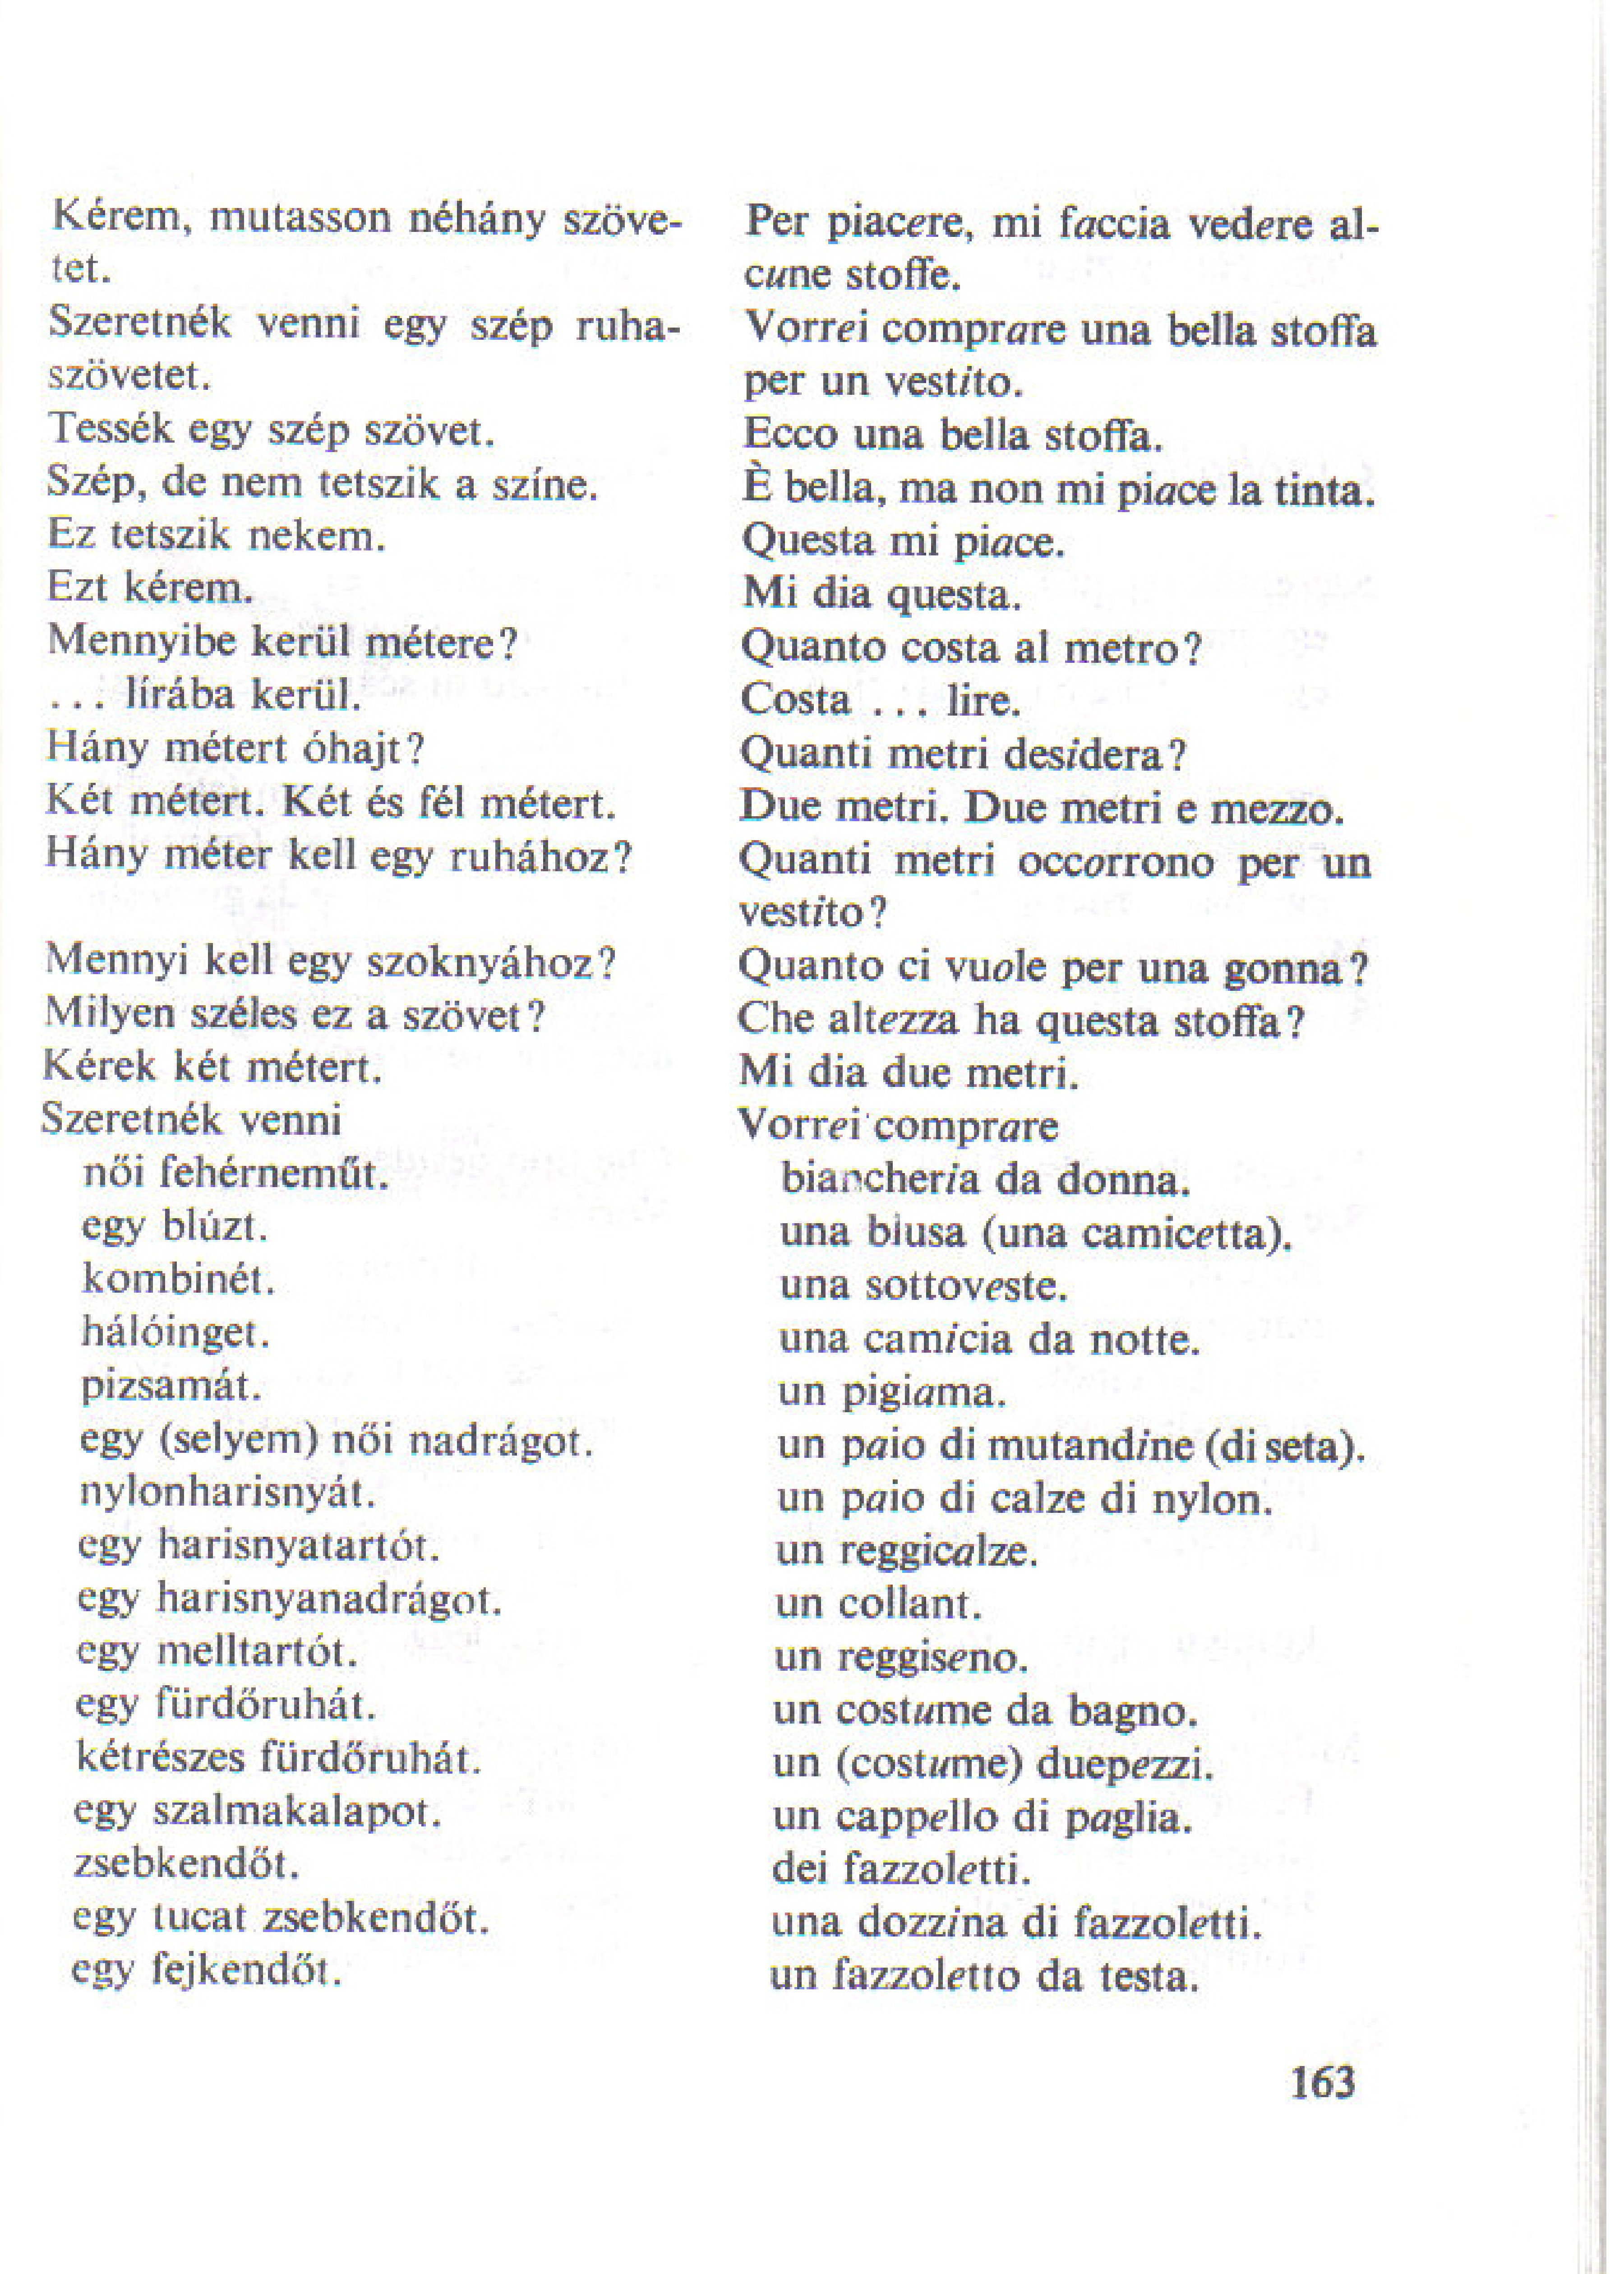 Kérem, mutasson néhány szöve-
tet.
Szeretnék venni egy szép ruha-
szövetet.
Tessék egy szép szövet.
Szép, de nem tetszik a színe.
Ez tetszik nekem.
Ezt kérem.
Mennyibe kerül métere?
... lírába kerül.
Hány métert óhajt?
Két métert. Két és fél métert.
Hány méter kell egy ruhához?
Mennyi kell egy szoknyához?
Milyen széles ez a szövet?
Kérek két métert.
Szeretnék venni
női fehérneműt.
egy blúzt.
kombinét.
hálóinget.
pizsamát.
egy (selyem) női nadrágot.
nylonharisnyát.
egy harisnyatartót.
egy harisnyanadrágot.
egy melltartót.
egy fürdőruhát.
kétrészes fürdőruhát.
egy szalmakalapot.
zsebkendőt.
egy tucat zsebkendőt.
egy fejkendőt.
Per piacere, mi faccia vedere al-
cune stoffe.
Vorrei comprare una bella stoffa
per un vestito.
Ecco una bella stoffa.
È bella, ma non mi piace la tinta.
Questa mi piace.
Mi dia questa.
Quanto costa al metro?
Costa ... lire.
Quanti metri desidera?
Due metri. Due metri e mezzo.
Quanti metri occorrono per un
vestito?
Quanto ci vuole per una gonna?
Che altezza ha questa stoffa?
Mi dia due metri.
Vorrei comprare
biancheria da donna.
una blusa (una camicetta).
una sottoveste.
una camicia da notte.
un pigiama.
un paio di mutandine (di seta).
un paio di calze di nylon.
un reggicalze.
un collant.
un reggiseno.
un costume da bagno.
un (costume) duepezzi.
un cappello di paglia.
dei fazzoletti.
una dozzina di fazzoletti.
un fazzoletto da testa.
163